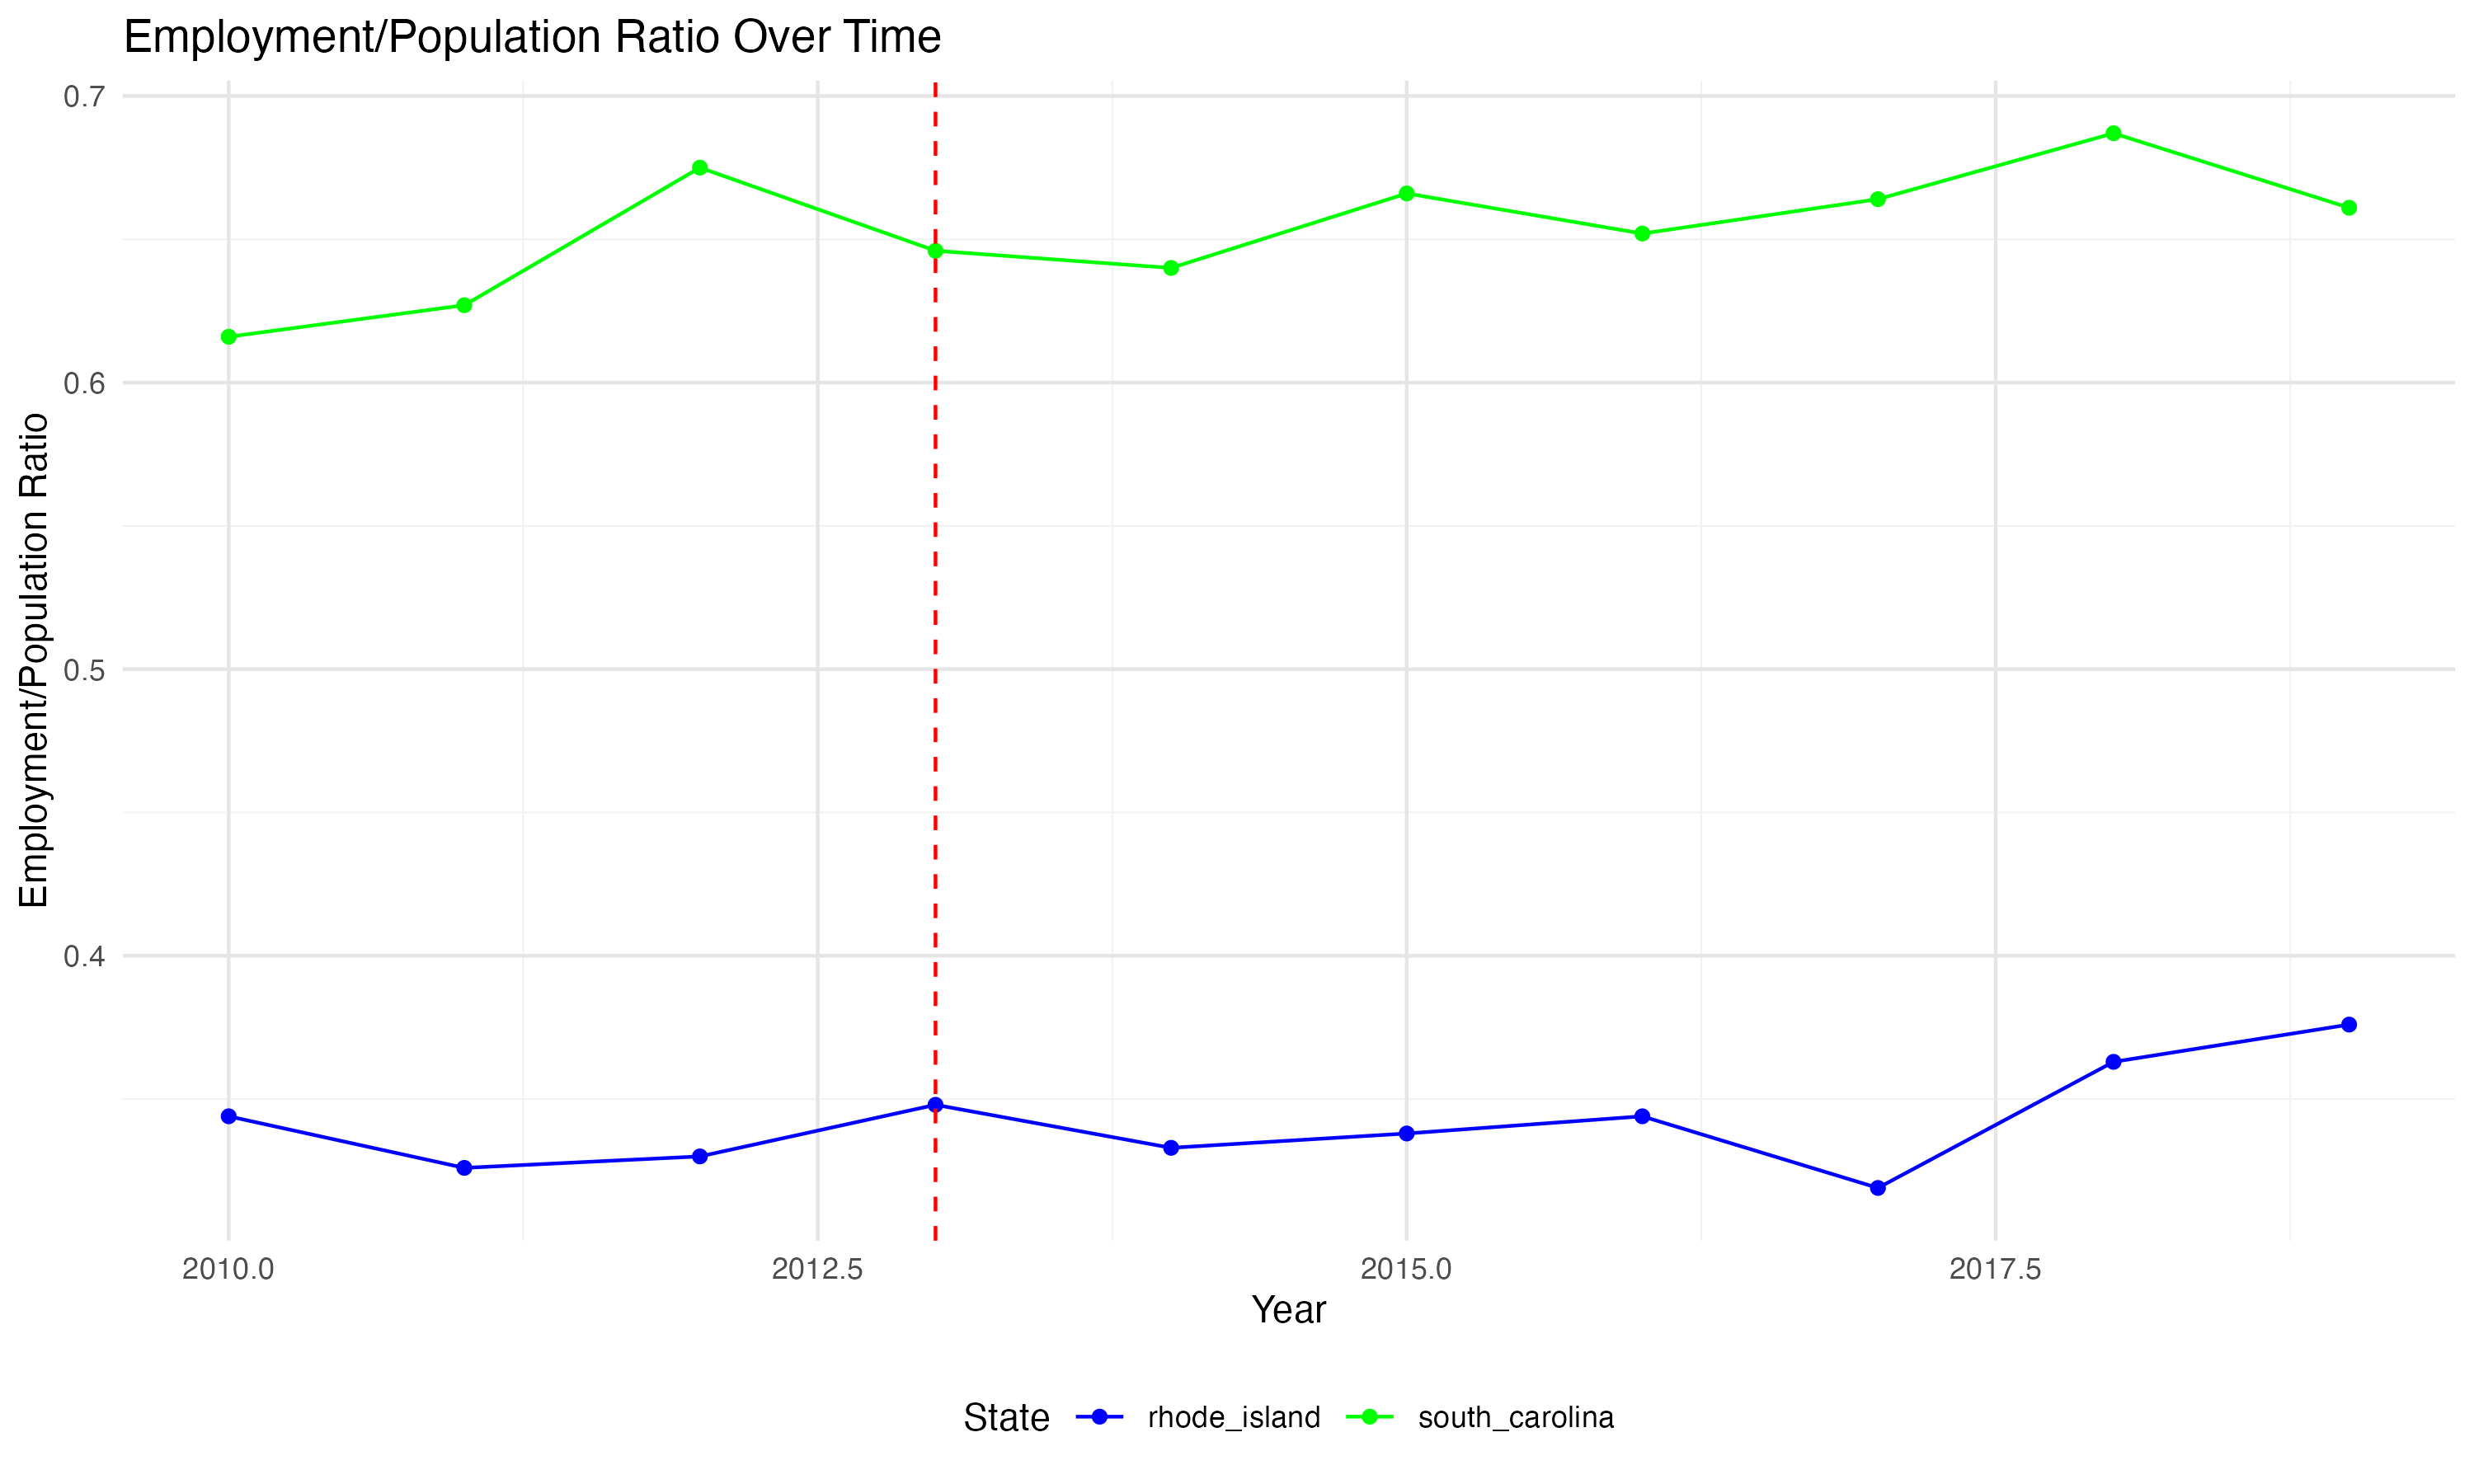 Employment/Population Ratio Over Time
Employment/Population Ratio
0.7
0.6
0.5
0.4
2010.0 2012.5 2015.0 2017.5
Year
State rhode_island south_carolina